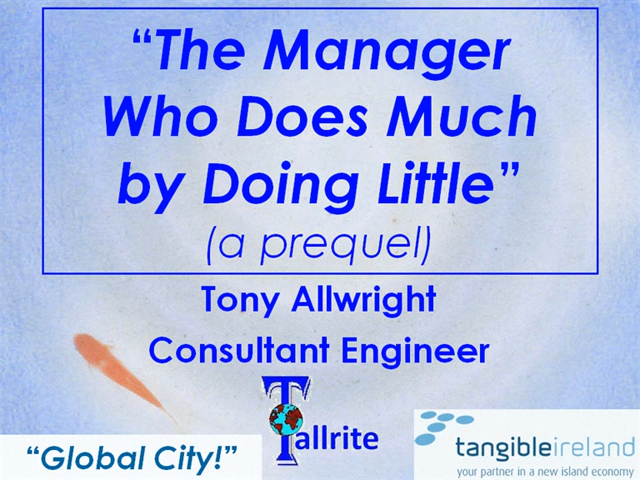 “The Manager
Who Does Much
by Doing Little”
(a prequel)
Tony Allwright
Consultant Engineer
Tallrite
“Global City!”
tangibleireland
your partner in a new island economy